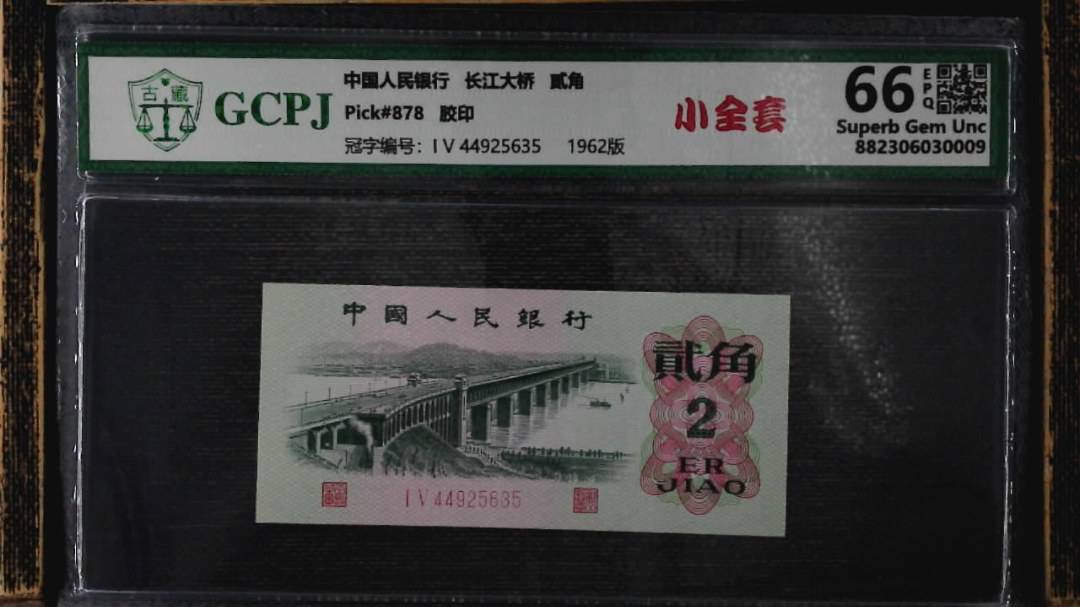 古藏
GCPJ
中国人民银行 长江大桥 贰角
Pick#878 胶印
冠字编号：I V 44925635 1962版
小全套
66 EPQ
Superb Gem Unc
882306030009
中國人民銀行
貳角
2
ER
JIAO
I V 44925635